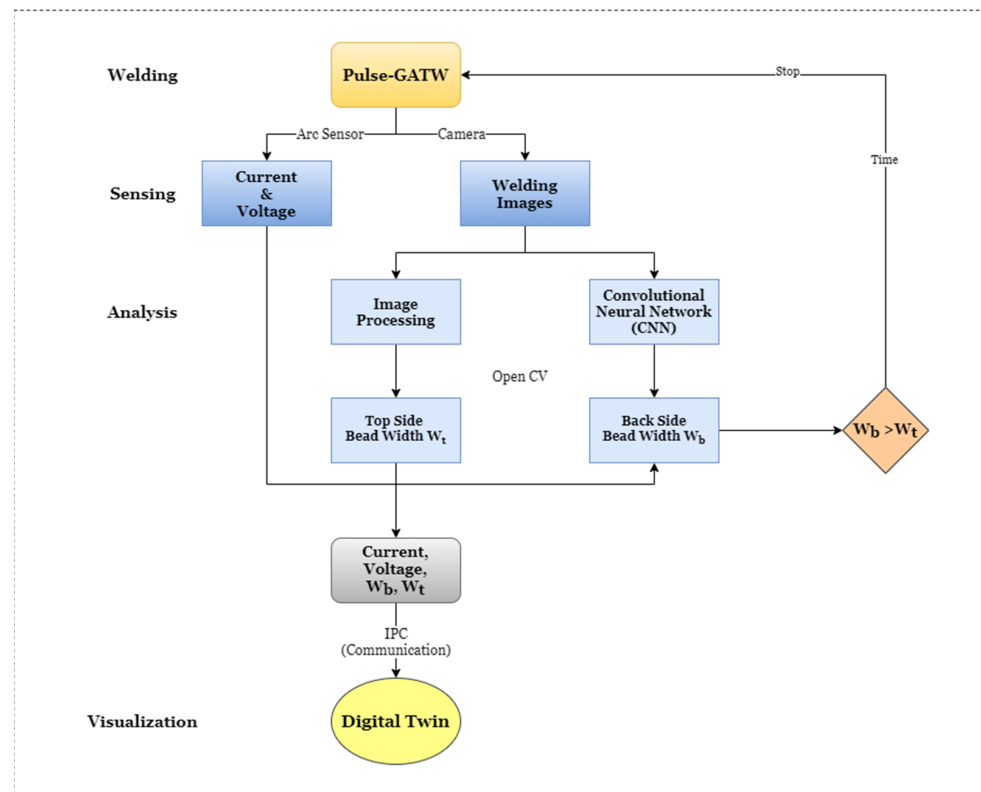 Welding
Pulse-GATW
Stop
Arc Sensor
Camera
Time
Sensing
Current
&
Voltage
Welding
Images
Analysis
Image
Processing
Convolutional
Neural Network
(CNN)
Open CV
Top Side
Bead Width Wt
Back Side
Bead Width Wb
Wb >Wt
Current,
Voltage,
Wb, Wt
IPC
(Communication)
Visualization
Digital Twin